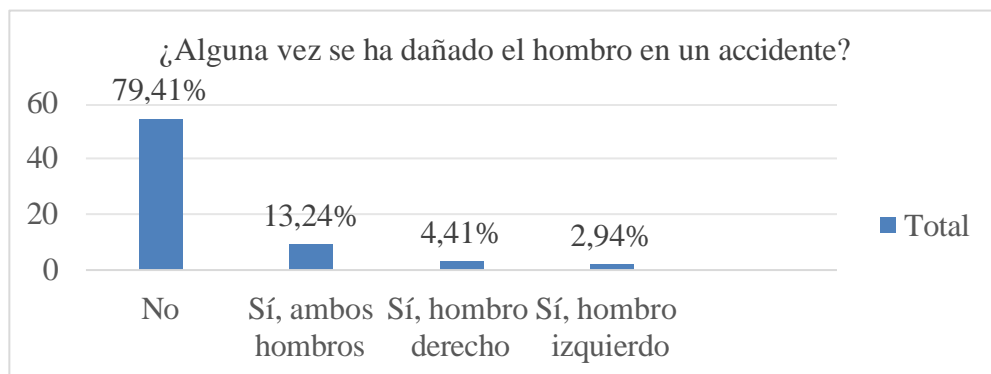 ¿Alguna vez se ha dañado el hombro en un accidente?
79,41%
60
40
20
0
13,24%
4,41%
2,94%
Total
No
Sí, ambos hombros
Sí, hombro derecho
Sí, hombro izquierdo